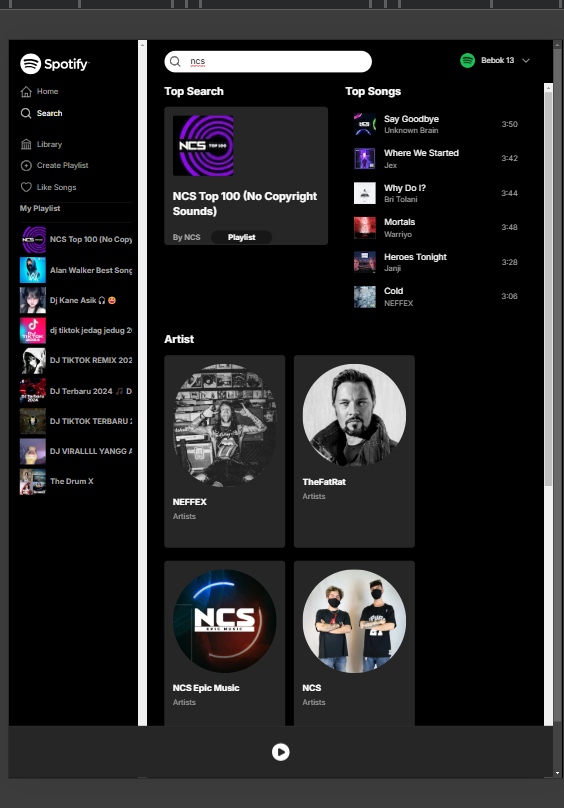 Spotify
Home
Search
Library
Create Playlist
Like Songs
My Playlist
NCS Top 100 (No Copy
Alan Walker Best Song
Dj Kane Asik 🎧 🥵
dj tiktok jedag jedug 20
DJ TIKTOK REMIX 202
DJ Terbaru 2024 🎵 D
DJ TIKTOK TERBARU 2
DJ VIRALLLL YANGG A
The Drum X
ncs
Bebok 13
Top Search
NCS TOP 100
NCS Top 100 (No Copyright
Sounds)
By NCS Playlist
Top Songs
Say Goodbye
Unknown Brain
3:50
Where We Started
Jex
3:42
Why Do I?
Bri Tolani
3:44
Mortals
Warriyo
3:48
Heroes Tonight
Janji
3:28
Cold
NEFFEX
3:06
Artist
NEFFEX
Artists
TheFatRat
Artists
NCS
EPIC MUSIC
NCS Epic Music
Artists
NCS
Artists